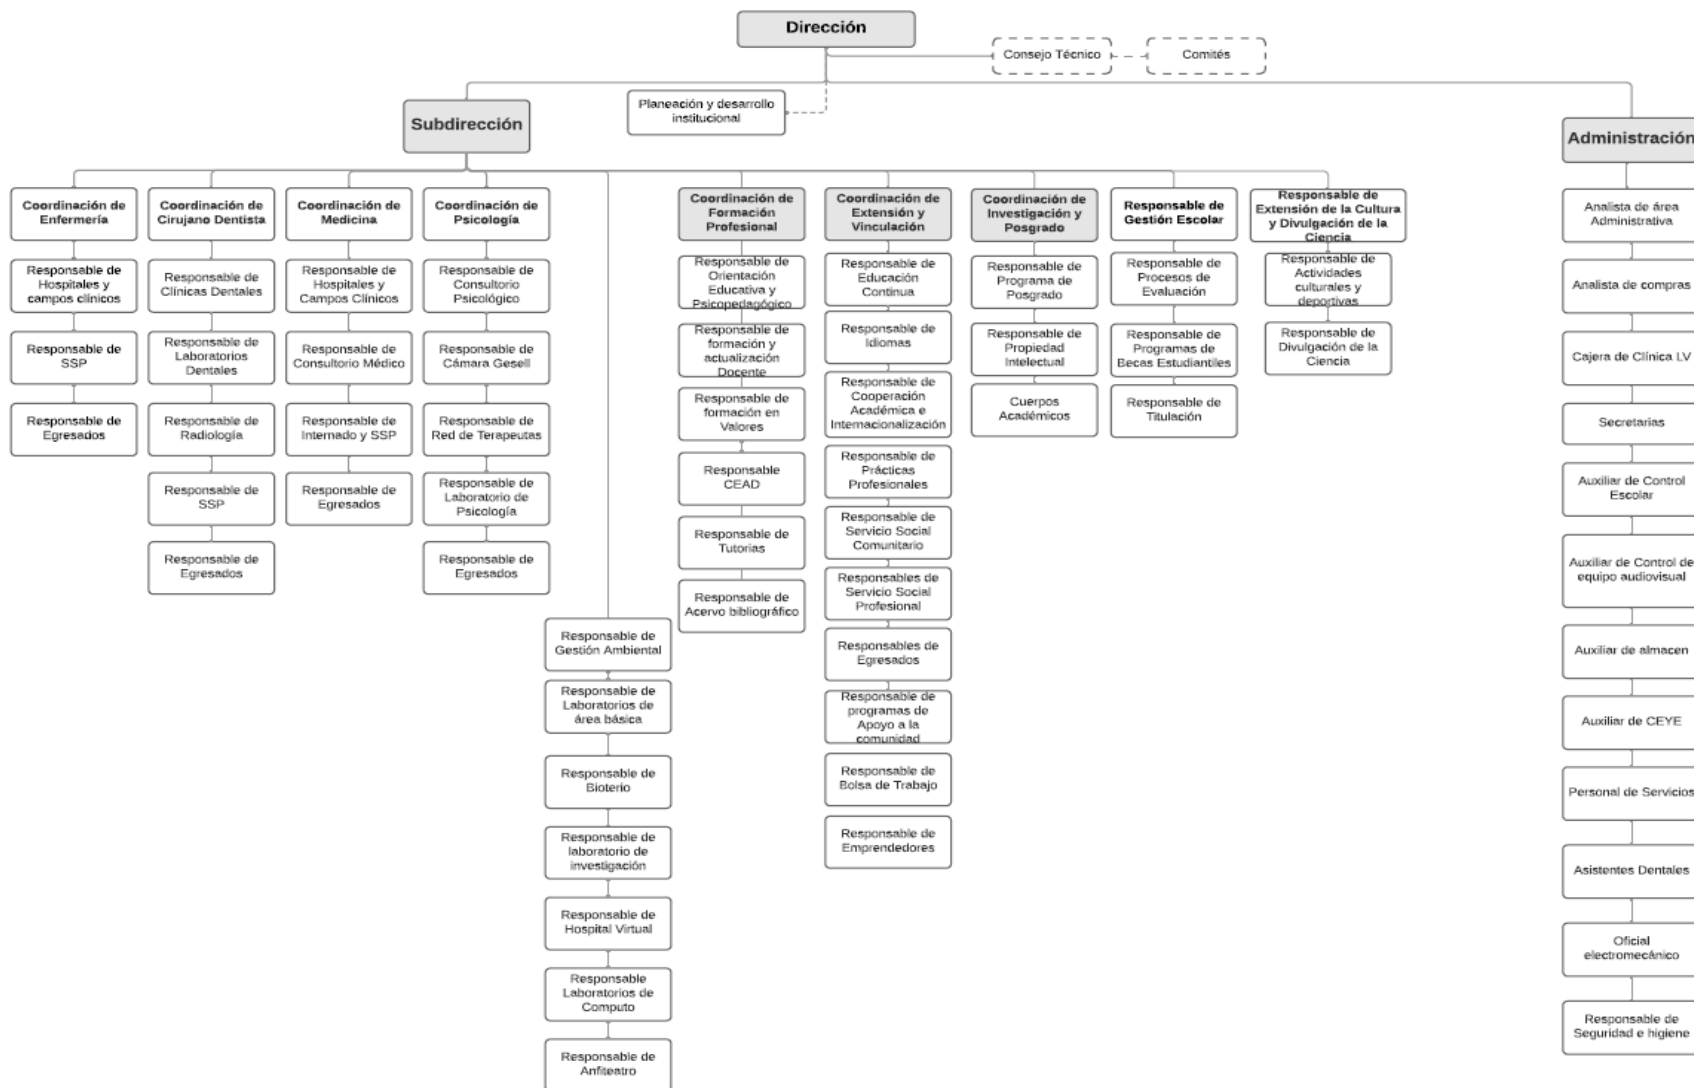 Dirección
Consejo Técnico
Comités
Planeación y desarrollo
institucional
Subdirección
Administración
Coordinación de
Enfermería
Responsable de
Hospitales y
campos clínicos
Responsable de
SSP
Responsable de
Egresados
Coordinación de
Cirujano Dentista
Responsable de
Clínicas Dentales
Responsable de
Laboratorios
Dentales
Responsable de
Radiología
Responsable de
SSP
Responsable de
Egresados
Coordinación de
Medicina
Responsable de
Hospitales y
Campos Clínicos
Responsable de
Consultorio Médico
Responsable de
Internado y SSP
Responsable de
Egresados
Coordinación de
Psicología
Responsable de
Consultorio
Psicológico
Responsable de
Cámara Gesell
Responsable de
Red de Terapeutas
Responsable de
Laboratorio de
Psicología
Responsable de
Egresados
Responsable de
Gestión Ambiental
Responsable de
Laboratorios de
área básica
Responsable de
Bioterio
Responsable de
laboratorio de
investigación
Responsable de
Hospital Virtual
Responsable
Laboratorios de
Computo
Responsable de
Anfiteatro
Coordinación de
Formación
Profesional
Responsable de
Orientación
Educativa y
Psicopedagógico
Responsable de
formación y
actualización
Docente
Responsable de
formación en
Valores
Responsable
CEAD
Responsable de
Tutorias
Responsable de
Acervo bibliográfico
Coordinación de
Extensión y
Vinculación
Responsable de
Educación
Continua
Responsable de
Idiomas
Responsable de
Cooperación
Académica e
Internacionalización
Responsable de
Prácticas
Profesionales
Responsable de
Servicio Social
Comunitario
Responsables de
Servicio Social
Profesional
Responsables de
Egresados
Responsable de
programas de
Apoyo a la
comunidad
Responsable de
Bolsa de Trabajo
Responsable de
Emprendedores
Coordinación de
Investigación y
Posgrado
Responsable de
Programa de
Posgrado
Responsable de
Propiedad
Intelectual
Cuerpos
Académicos
Responsable de
Gestión Escolar
Responsable de
Procesos de
Evaluación
Responsable de
Programas de
Becas Estudiantiles
Responsable de
Titulación
Responsable de
Extensión de la Cultura
y Divulgación de la
Ciencia
Responsable de
Actividades
culturales y
deportivas
Responsable de
Divulgación de la
Ciencia
Analista de área
Administrativa
Analista de compras
Cajera de Clínica LV
Secretarias
Auxiliar de Control
Escolar
Auxiliar de Control de
equipo audiovisual
Auxiliar de almacen
Auxiliar de CEYE
Personal de Servicios
Asistentes Dentales
Oficial
electromecánico
Responsable de
Seguridad e higiene